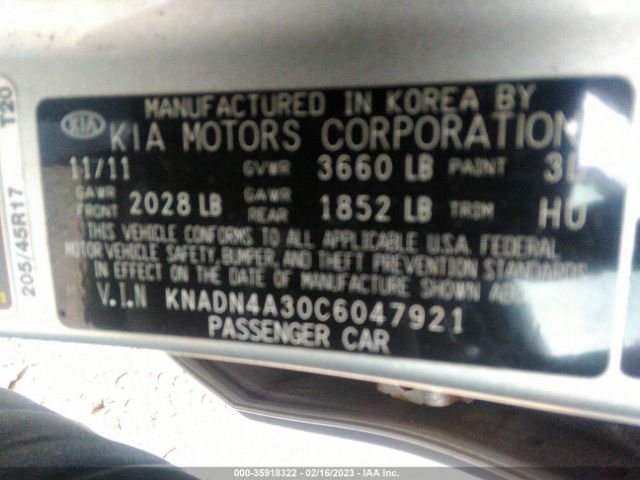 MANUFACTURED IN KOREA BY
KIA KIA MOTORS CORPORATION
11/11 GVWR 3660 LB PAINT 3D
GAWR FRONT 2028 LB GAWR REAR 1852 LB TRIM HU
THIS VEHICLE CONFORMS TO ALL APPLICABLE U.S.A. FEDERAL
MOTOR VEHICLE SAFETY, BUMPER, AND THEFT PREVENTION STANDARDS
IN EFFECT ON THE DATE OF MANUFACTURE SHOWN
V.I.N KNADN4A30C6047921
PASSENGER CAR
205/45R17 T20
000-35918322 - 02/16/2023 - IAA Inc.